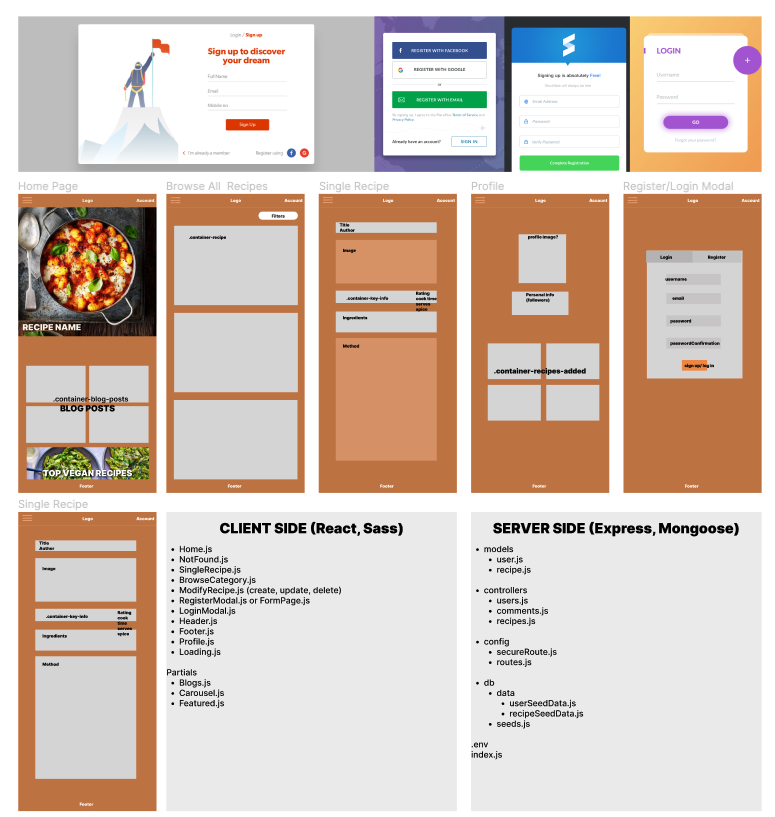 Login / Sign up
Sign up to discover
your dream
Full Name
Email
Mobile no
Sign Up
I'm already a member
Register using
REGISTER WITH FACEBOOK
REGISTER WITH GOOGLE
or
REGISTER WITH EMAIL
By signing up, I agree to the
Terms of Service and
Privacy Policy.
Already have an account?
SIGN IN
Signing up is absolutely Free!
Email Address
Password
Verify Password
Complete Registration
LOGIN
+
Username
Password
GO
Forgot your password?
Home Page
Logo
Account
RECIPE NAME
.container-blog-posts
BLOG POSTS
TOP VEGAN RECIPES
Footer
Browse All Recipes
Logo
Account
Filters
.container-recipe
Footer
Single Recipe
Logo
Account
Title
Author
Image
.container-key-info
Rating
cook time
serves
spice
Ingredients
Method
Footer
Profile
Logo
Account
profile image?
Personal info
(followers)
.container-recipes-added
Footer
Register/Login Modal
Logo
Account
Login
Register
username
email
password
passwordConfirmation
sign up/ log in
Footer
Single Recipe
Logo
Account
Title
Author
Image
.container-key-info
Rating
cook
time
serves
spice
Ingredients
Method
Footer
CLIENT SIDE (React, Sass)
• Home.js
• NotFound.js
• SingleRecipe.js
• BrowseCategory.js
• ModifyRecipe.js (create, update, delete)
• RegisterModal.js or FormPage.js
• LoginModal.js
• Header.js
• Footer.js
• Profile.js
• Loading.js
Partials
• Blogs.js
• Carousel.js
• Featured.js
SERVER SIDE (Express, Mongoose)
• models
• user.js
• recipe.js
• controllers
• users.js
• comments.js
• recipes.js
• config
• secureRoute.js
• routes.js
• db
• data
• userSeedData.js
• recipeSeedData.js
• seeds.js
.env
index.js